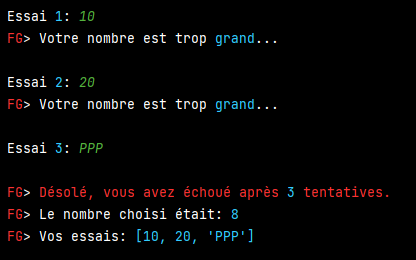 Essai 1: 10
FG> Votre nombre est trop grand...
Essai 2: 20
FG> Votre nombre est trop grand...
Essai 3: PPP
FG> Désolé, vous avez échoué après 3 tentatives.
FG> Le nombre choisi était: 8
FG> Vos essais: [10, 20, 'PPP']